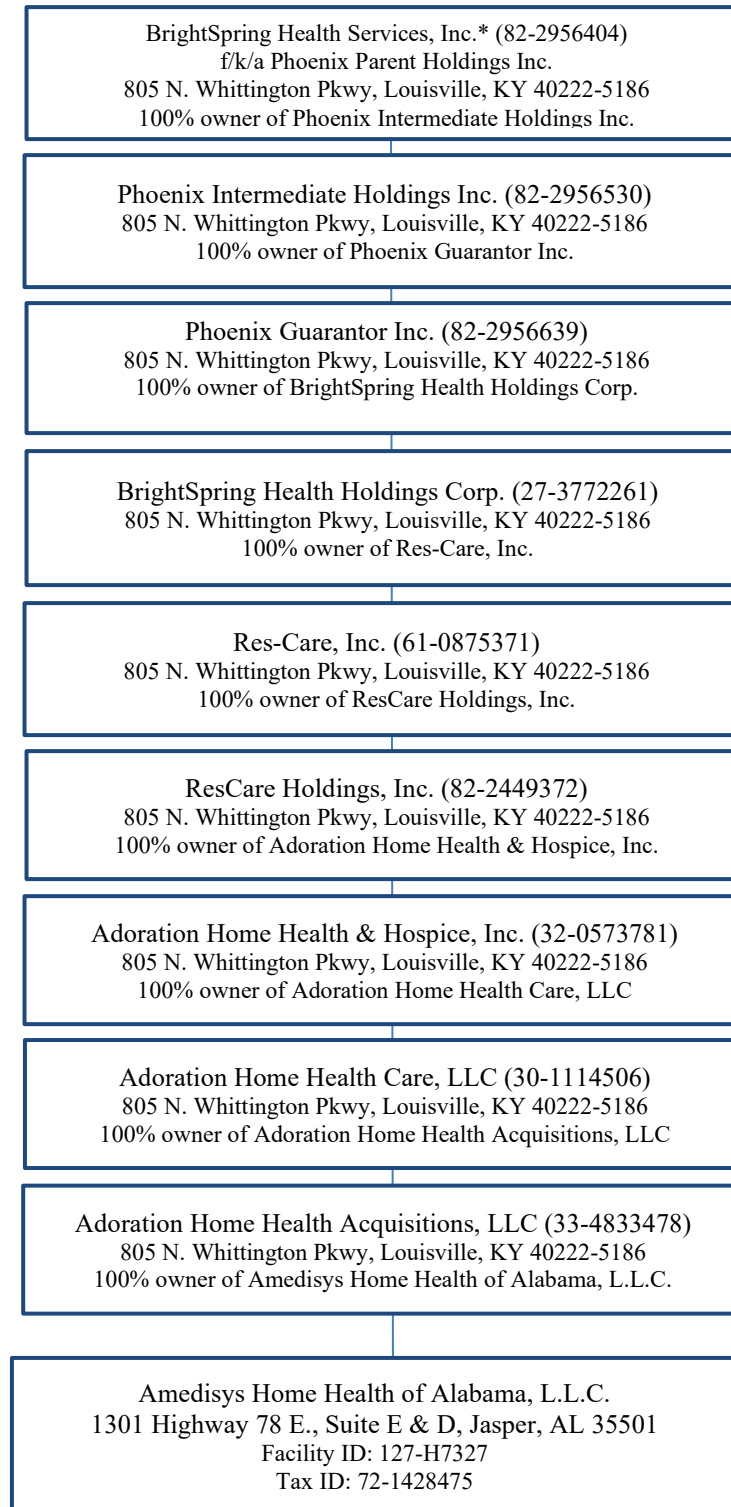 BrightSpring Health Services, Inc.* (82-2956404)
f/k/a Phoenix Parent Holdings Inc.
805 N. Whittington Pkwy, Louisville, KY 40222-5186
100% owner of Phoenix Intermediate Holdings Inc.
Phoenix Intermediate Holdings Inc. (82-2956530)
805 N. Whittington Pkwy, Louisville, KY 40222-5186
100% owner of Phoenix Guarantor Inc.
Phoenix Guarantor Inc. (82-2956639)
805 N. Whittington Pkwy, Louisville, KY 40222-5186
100% owner of BrightSpring Health Holdings Corp.
BrightSpring Health Holdings Corp. (27-3772261)
805 N. Whittington Pkwy, Louisville, KY 40222-5186
100% owner of Res-Care, Inc.
Res-Care, Inc. (61-0875371)
805 N. Whittington Pkwy, Louisville, KY 40222-5186
100% owner of ResCare Holdings, Inc.
ResCare Holdings, Inc. (82-2449372)
805 N. Whittington Pkwy, Louisville, KY 40222-5186
100% owner of Adoration Home Health & Hospice, Inc.
Adoration Home Health & Hospice, Inc. (32-0573781)
805 N. Whittington Pkwy, Louisville, KY 40222-5186
100% owner of Adoration Home Health Care, LLC
Adoration Home Health Care, LLC (30-1114506)
805 N. Whittington Pkwy, Louisville, KY 40222-5186
100% owner of Adoration Home Health Acquisitions, LLC
Adoration Home Health Acquisitions, LLC (33-4833478)
805 N. Whittington Pkwy, Louisville, KY 40222-5186
100% owner of Amedisys Home Health of Alabama, L.L.C.
Amedisys Home Health of Alabama, L.L.C.
1301 Highway 78 E., Suite E & D, Jasper, AL 35501
Facility ID: 127-H7327
Tax ID: 72-1428475